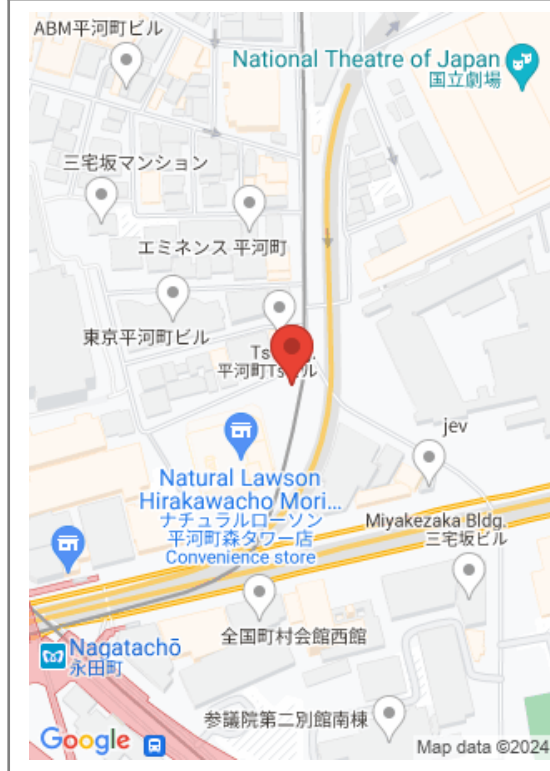 ABM平河町ビル
National Theatre of Japan
国立劇場
三宅坂マンション
エミネンス 平河町
東京平河町ビル
平河町Ts
ル
jev
Natural Lawson
Hirakawacho Mori...
ナチュラルローソン
平河町森タワー店
Convenience store
Miyakezaka Bldg.
三宅坂ビル
全国町村会館西館
Nagatachō
永田町
参議院第二別館南棟
Google
Map data ©2024